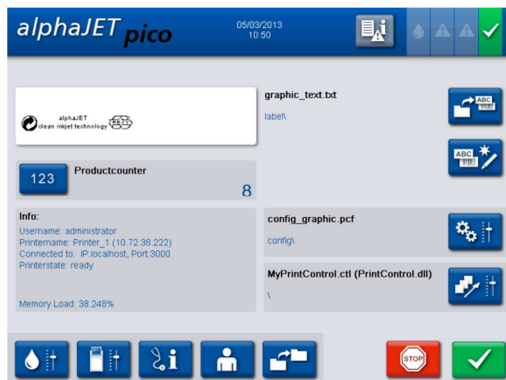 alphaJET pico
05/03/2013
10:50
alphaJET
clean inkjet technology
graphic_text.txt
label\
ABC
ABC
123
Productcounter
8
Info:
Username: administrator
Printername: Printer_1 (10.72.38.222)
Connected to: IP:localhost, Port:3000
Printerstate: ready
Memory Load: 38.248%
config_graphic.pcf
config\
MyPrintControl.ctl (PrintControl.dll)
\
STOP